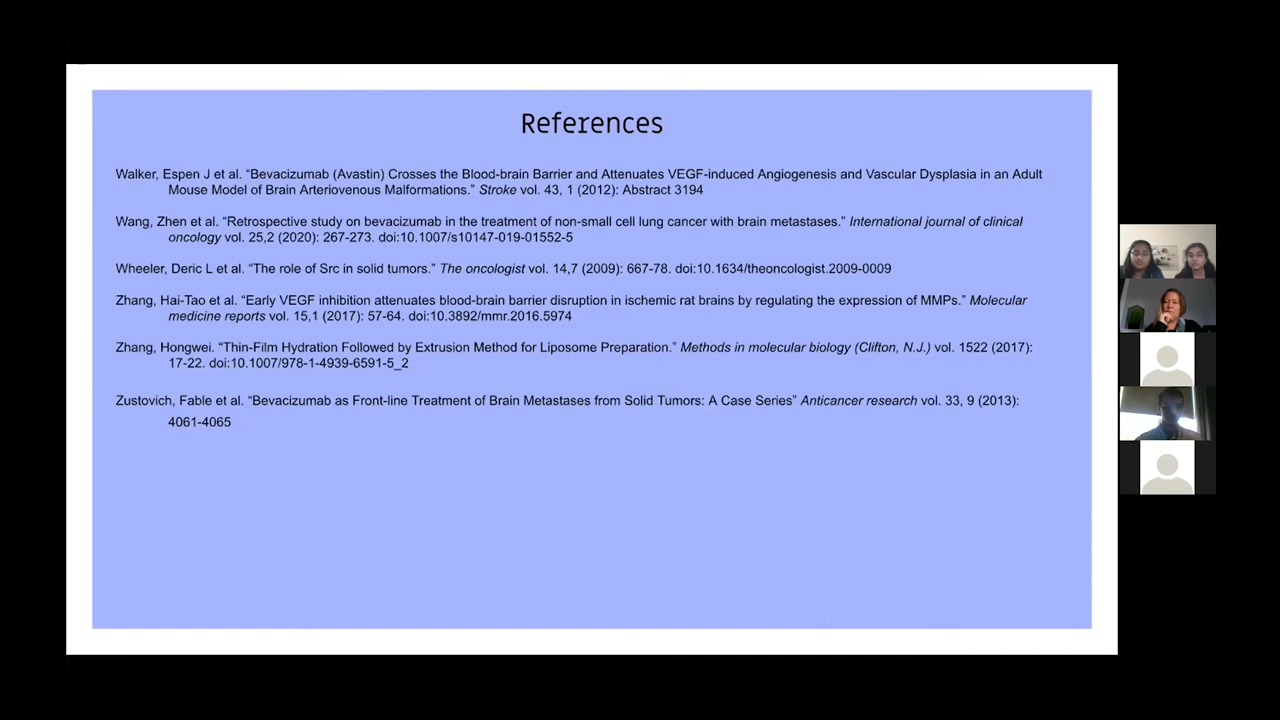 References
Walker, Espen J et al. “Bevacizumab (Avastin) Crosses the Blood-brain Barrier and Attenuates VEGF-induced Angiogenesis and Vascular Dysplasia in an Adult
Mouse Model of Brain Arteriovenous Malformations.” Stroke vol. 43, 1 (2012): Abstract 3194
Wang, Zhen et al. “Retrospective study on bevacizumab in the treatment of non-small cell lung cancer with brain metastases.” International journal of clinical
oncology vol. 25,2 (2020): 267-273. doi:10.1007/s10147-019-01552-5
Wheeler, Deric L et al. “The role of Src in solid tumors.” The oncologist vol. 14,7 (2009): 667-78. doi:10.1634/theoncologist.2009-0009
Zhang, Hai-Tao et al. “Early VEGF inhibition attenuates blood-brain barrier disruption in ischemic rat brains by regulating the expression of MMPs.” Molecular
medicine reports vol. 15,1 (2017): 57-64. doi:10.3892/mmr.2016.5974
Zhang, Hongwei. “Thin-Film Hydration Followed by Extrusion Method for Liposome Preparation.” Methods in molecular biology (Clifton, N.J.) vol. 1522 (2017):
17-22. doi:10.1007/978-1-4939-6591-5_2
Zustovich, Fable et al. “Bevacizumab as Front-line Treatment of Brain Metastases from Solid Tumors: A Case Series” Anticancer research vol. 33, 9 (2013):
4061-4065